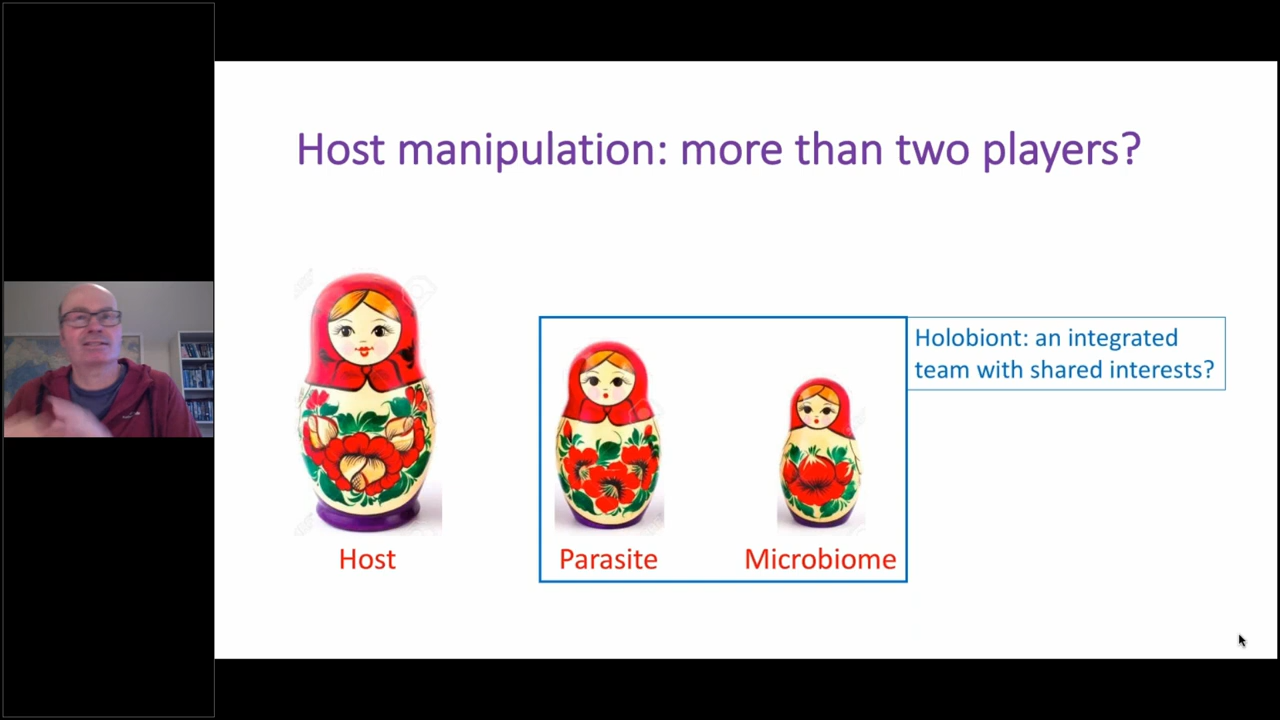 Host manipulation: more than two players?
Holobiont: an integrated
team with shared interests?
Host
Parasite
Microbiome